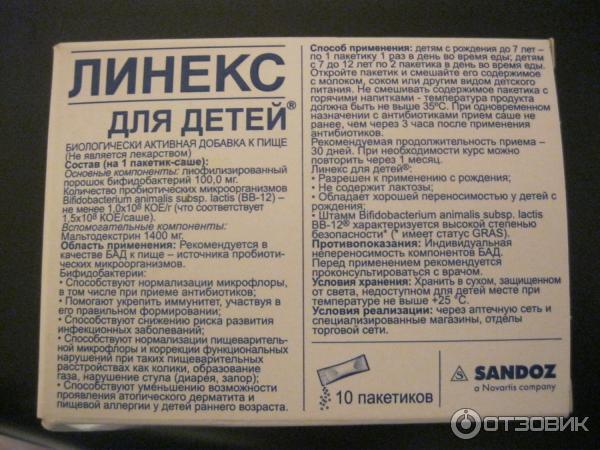 ЛИНЕКС
ДЛЯ ДЕТЕЙ®
БИОЛОГИЧЕСКИ АКТИВНАЯ ДОБАВКА К ПИЩЕ
(Не является лекарством)
Состав (на 1 пакетик-саше):
Основные компоненты: лиофилизированный
порошок бифидобактерий 100,0 мг.
Количество пробиотических микроорганизмов
Bifidobacterium animalis subsp. lactis (BB-12) –
не менее 1,0х10⁸ КОЕ/г (что соответствует
1,5х10⁸ КОЕ/саше).
Вспомогательные компоненты:
Мальтодекстрин 1400 мг.
Область применения: Рекомендуется в
качестве БАД к пище – источника пробиоти-
ческих микроорганизмов.
Бифидобактерии:
• Способствуют нормализации микрофлоры,
в том числе при приеме антибиотиков;
• Помогают укрепить иммунитет, участвуя в
его правильном формировании;
• Способствуют снижению риска развития
инфекционных заболеваний;
• Способствуют нормализации пищеваритель-
ной микрофлоры и коррекции функциональных
нарушений при таких пищеварительных
расстройствах как колики, образование
газа, нарушение стула (диарея, запор);
• Способствуют уменьшению возможности
проявления атопического дерматита и
пищевой аллергии у детей раннего возраста.
Способ применения: детям с рождения до 7 лет –
по 1 пакетику 1 раз в день во время еды; детям
с 7 до 12 лет по 2 пакетика в день во время еды.
Откройте пакетик и смешайте его содержимое
с молоком, соком или другим видом детского
питания. Не смешивать содержимое пакетика с
горячими напитками - температура продукта
должна быть не выше 35°С. При одновременном
назначении с антибиотиками прием саше не
ранее, чем через 3 часа после применения
антибиотиков.
Рекомендуемая продолжительность приема –
30 дней. При необходимости курс можно
повторить через 1 месяц.
Линекс для детей®:
• Разрешен к применению с рождения;
• Не содержит лактозы;
• Обладает хорошей переносимостью у детей с
рождения;
• Штамм Bifidobacterium animalis subsp. lactis
BB-12® характеризуется высокой степенью
безопасности* (* имеет статус GRAS).
Противопоказания: Индивидуальная
непереносимость компонентов БАД.
Перед применением рекомендуется
проконсультироваться с врачом.
Условия хранения: Хранить в сухом, защищенном
от света, недоступном для детей месте при
температуре не выше +25 °С.
Условия реализации: через аптечную сеть и
специализированные магазины, отделы
торговой сети.
10 пакетиков
S SANDOZ
a Novartis company
ОТЗОВИК